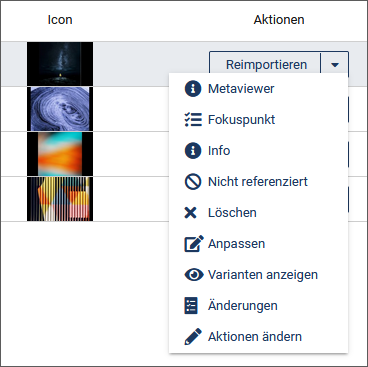 Icon Aktionen
Reimportieren
Metaviewer
Fokuspunkt
Info
Nicht referenziert
Löschen
Anpassen
Varianten anzeigen
Änderungen
Aktionen ändern